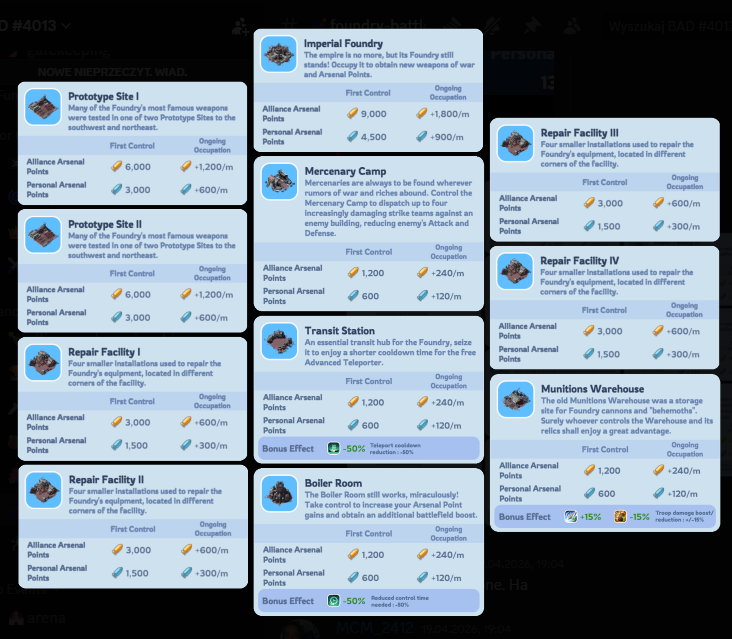 D #4013
foundry-battl
Wyszukaj BAD #401
NOWE NIEPRZECZYT. WIAD.
Persona
Prototype Site I
Many of the Foundry's most famous weapons
were tested in one of two Prototype Sites to the
southwest and northeast.
First Control
Ongoing
Occupation
Alliance Arsenal
Points
6,000
+1,200/m
Personal Arsenal
Points
3,000
+600/m
Prototype Site II
Many of the Foundry's most famous weapons
were tested in one of two Prototype Sites to the
southwest and northeast.
First Control
Ongoing
Occupation
Alliance Arsenal
Points
6,000
+1,200/m
Personal Arsenal
Points
3,000
+600/m
Repair Facility I
Four smaller installations used to repair the
Foundry's equipment, located in different
corners of the facility.
First Control
Ongoing
Occupation
Alliance Arsenal
Points
3,000
+600/m
Personal Arsenal
Points
1,500
+300/m
Repair Facility II
Four smaller installations used to repair the
Foundry's equipment, located in different
corners of the facility.
First Control
Ongoing
Occupation
Alliance Arsenal
Points
3,000
+600/m
Personal Arsenal
Points
1,500
+300/m
Imperial Foundry
The empire is no more, but its Foundry still
stands! Occupy it to obtain new weapons of war
and Arsenal Points.
First Control
Ongoing
Occupation
Alliance Arsenal
Points
9,000
+1,800/m
Personal Arsenal
Points
4,500
+900/m
Mercenary Camp
Mercenaries are always to be found wherever
rumors of war and riches abound. Control the
Mercenary Camp to dispatch up to four
increasingly damaging strike teams against an
enemy building, reducing enemy's Attack and
Defense.
First Control
Ongoing
Occupation
Alliance Arsenal
Points
1,200
+240/m
Personal Arsenal
Points
600
+120/m
Transit Station
An essential transit hub for the Foundry, seize
it to enjoy a shorter cooldown time for the free
Advanced Teleporter.
First Control
Ongoing
Occupation
Alliance Arsenal
Points
1,200
+240/m
Personal Arsenal
Points
600
+120/m
Bonus Effect
-50%
Teleport cooldown
reduction : -50%
Boiler Room
The Boiler Room still works, miraculously!
Take control to increase your Arsenal Point
gains and obtain an additional battlefield boost.
First Control
Ongoing
Occupation
Alliance Arsenal
Points
1,200
+240/m
Personal Arsenal
Points
600
+120/m
Bonus Effect
-50%
Reduced control time
needed : -50%
Repair Facility III
Four smaller installations used to repair the
Foundry's equipment, located in different
corners of the facility.
First Control
Ongoing
Occupation
Alliance Arsenal
Points
3,000
+600/m
Personal Arsenal
Points
1,500
+300/m
Repair Facility IV
Four smaller installations used to repair the
Foundry's equipment, located in different
corners of the facility.
First Control
Ongoing
Occupation
Alliance Arsenal
Points
3,000
+600/m
Personal Arsenal
Points
1,500
+300/m
Munitions Warehouse
The old Munitions Warehouse was a storage
site for Foundry cannons and "behemoths".
Surely whoever controls the Warehouse and its
relics shall enjoy a great advantage.
First Control
Ongoing
Occupation
Alliance Arsenal
Points
1,200
+240/m
Personal Arsenal
Points
600
+120/m
Bonus Effect
+15%
-15%
Troop damage boost/
reduction : +/-15%
.04.2026, 19:04
ne. Ha
arena
MCM_2412 19.04.2026, 19:04